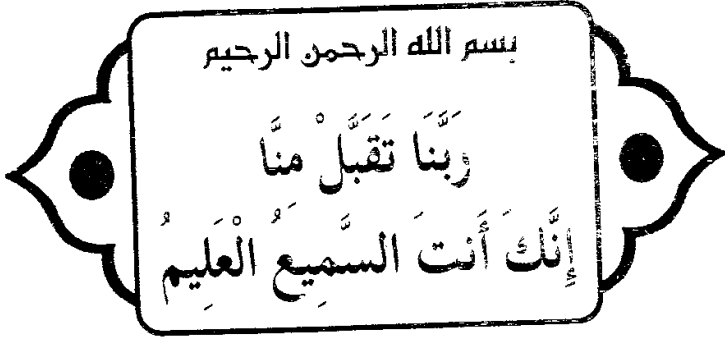 بسم الله الرحمن الرحيم
رَبَّنَا تَقَبَّلْ مِنَّا
إِنَّكَ أَنتَ السَّمِيعُ الْعَلِيمُ